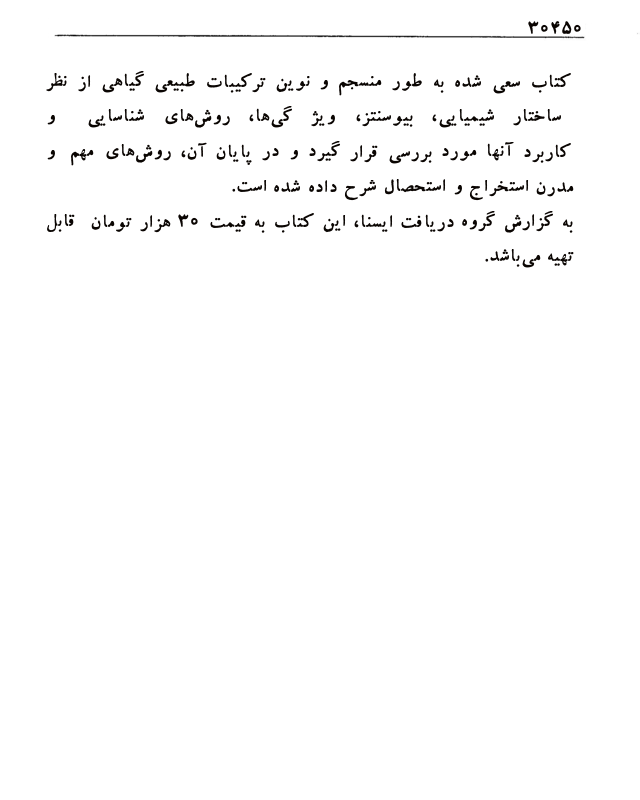 ۳۰۴۵۰
کتاب سعی شده به طور منسجم و نوین ترکیبات طبیعی گیاهی از نظر
ساختار شیمیایی، بیوسنتز، ویژ گی‌ها، روش‌های شناسایی و
کاربرد آنها مورد بررسی قرار گیرد و در پایان آن، روش‌های مهم و
مدرن استخراج و استحصال شرح داده شده است.
به گزارش گروه دریافت ایسنا، این کتاب به قیمت ۳۰ هزار تومان قابل
تهیه می‌باشد.